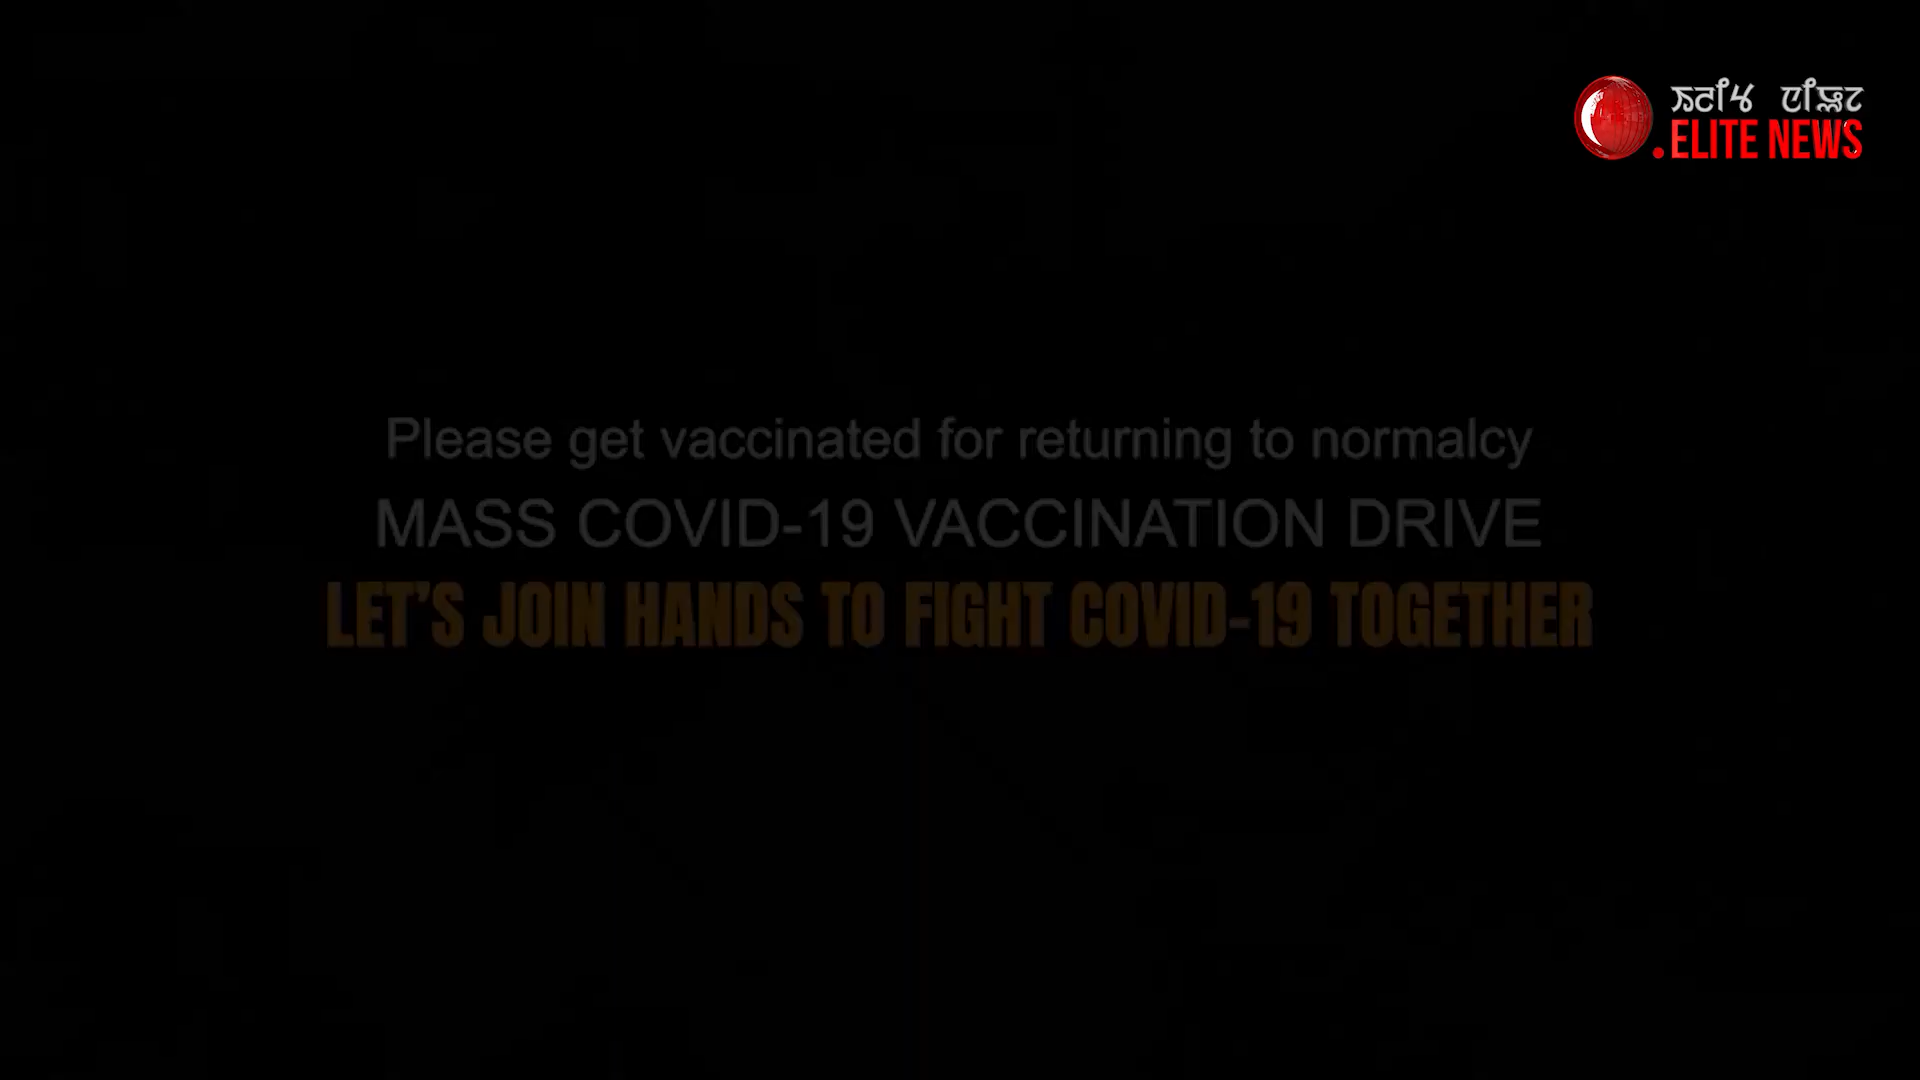 ELITE NEWS
Please get vaccinated for returning to normalcy
MASS COVID-19 VACCINATION DRIVE
LET'S JOIN HANDS TO FIGHT COVID-19 TOGETHER